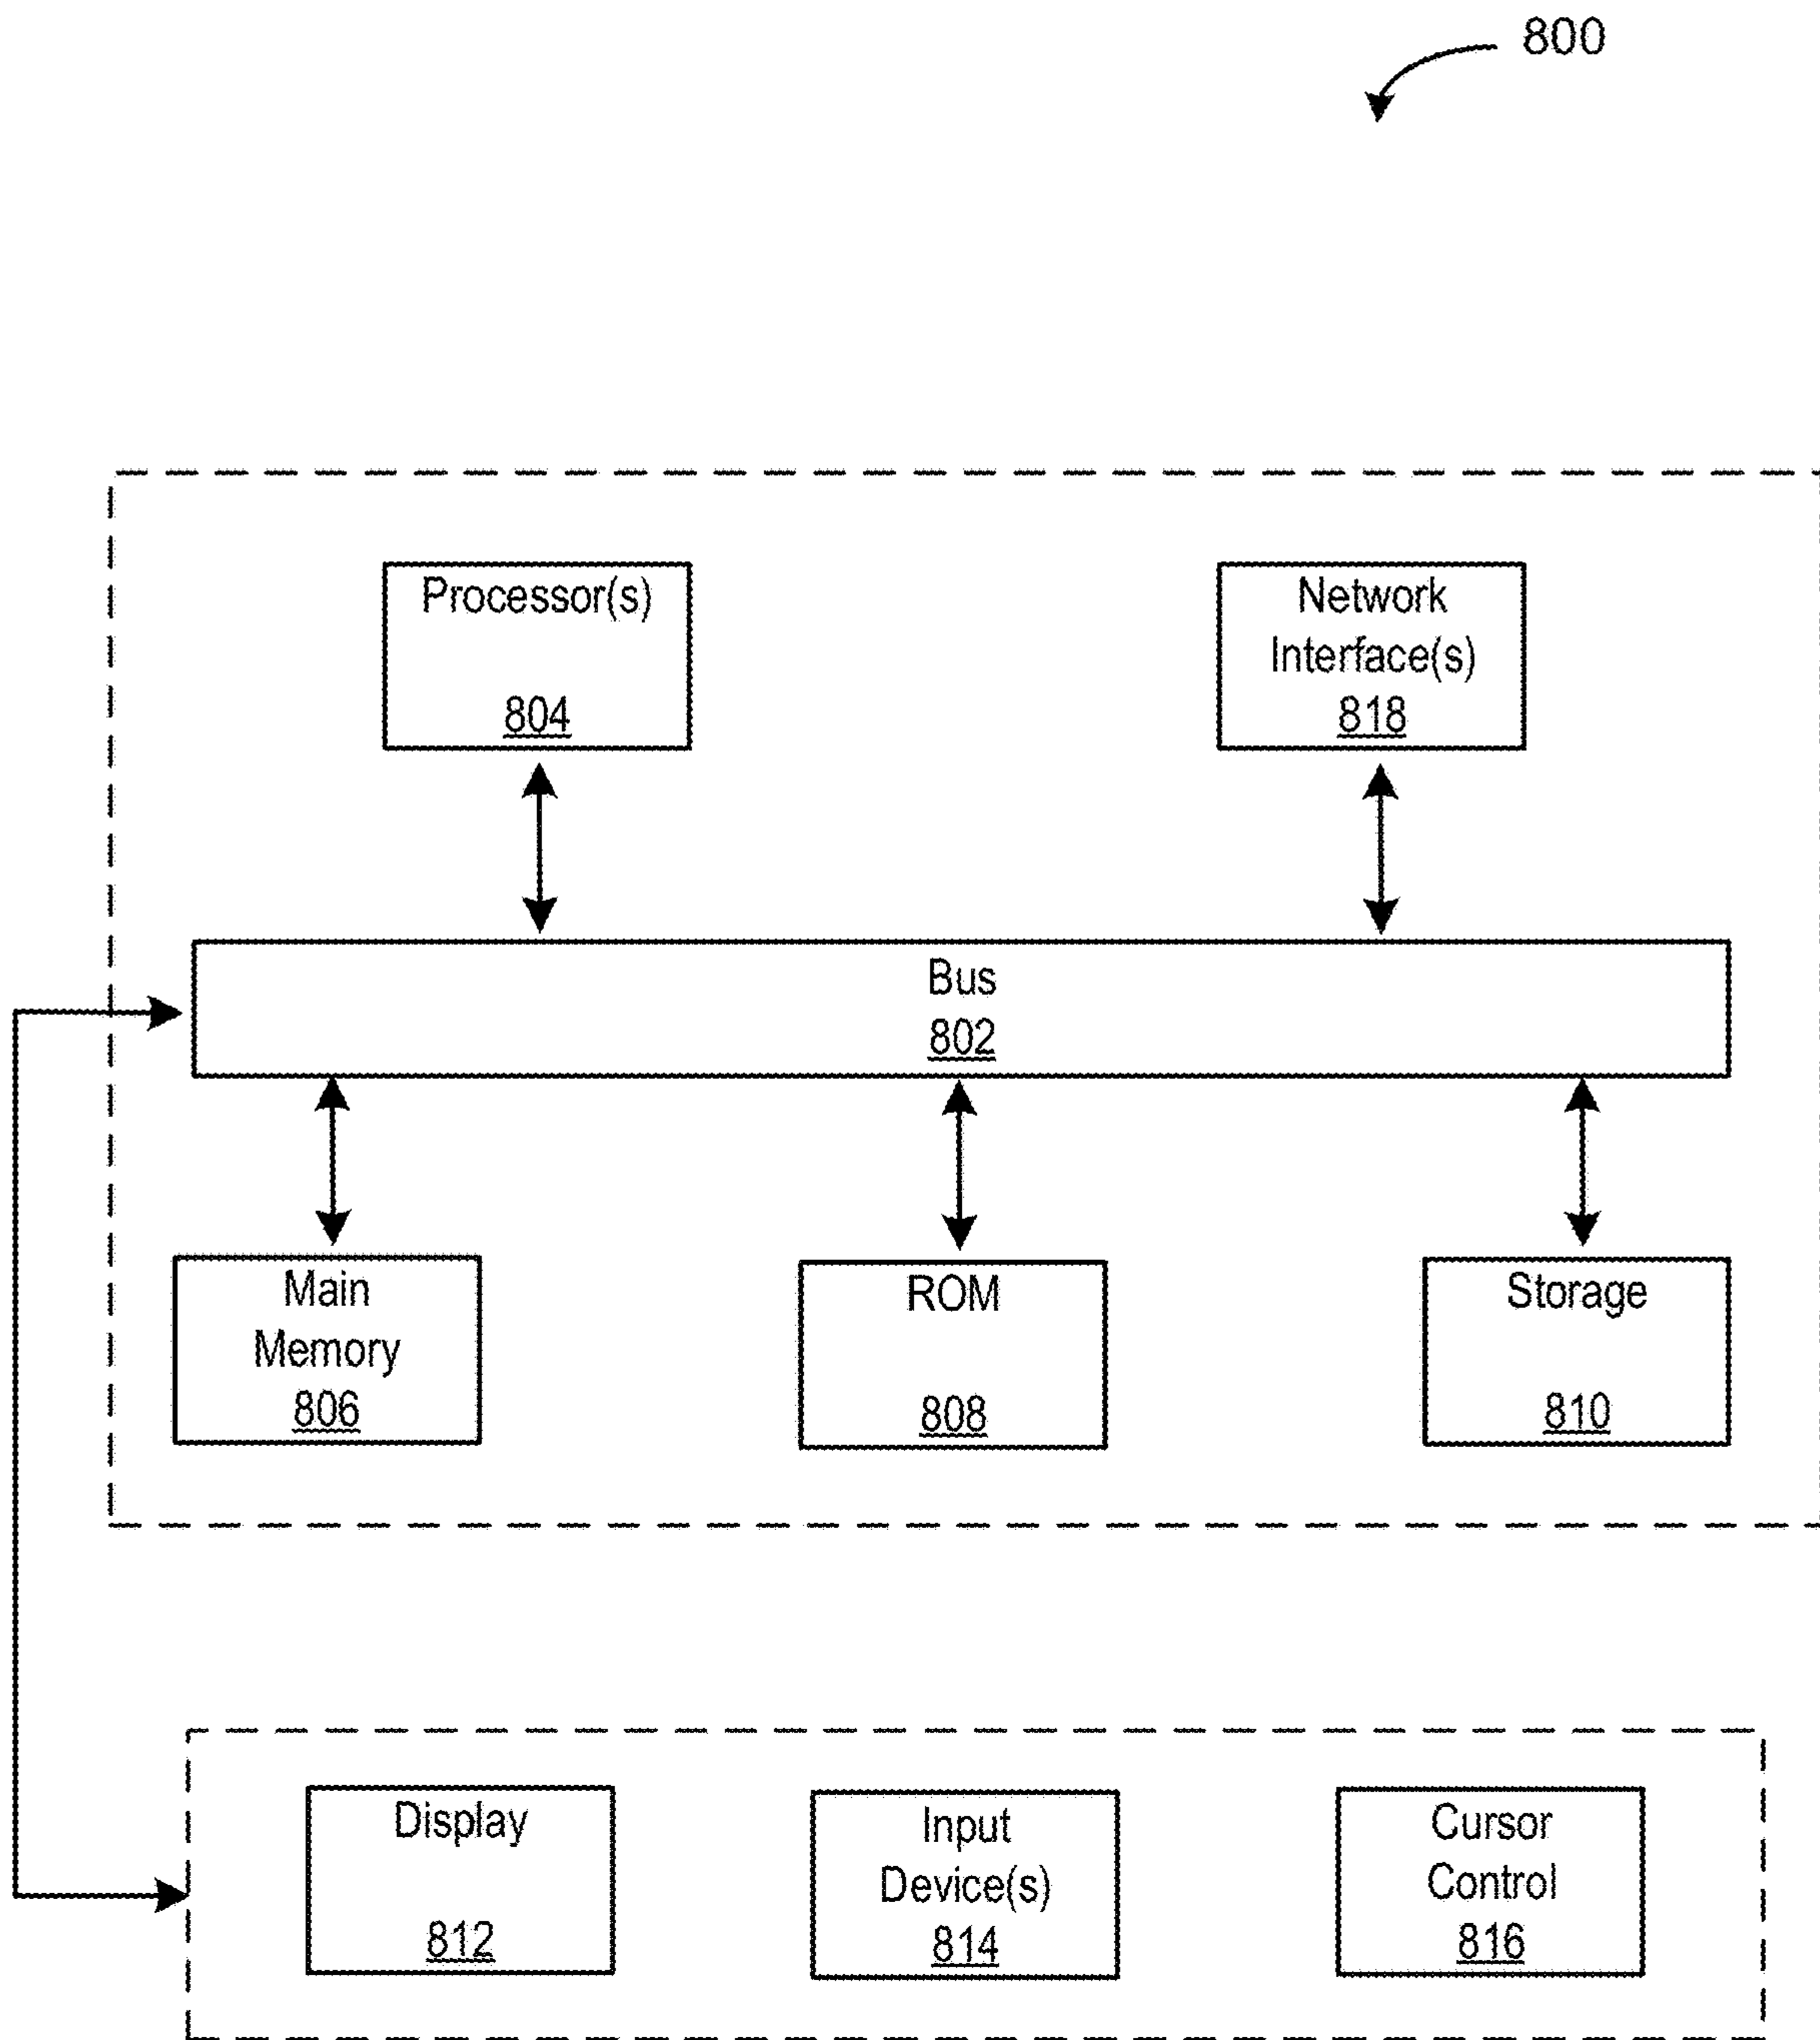 800
Processor(s)
804
Network
Interface(s)
818
Bus
802
Main
Memory
806
ROM
808
Storage
810
Display
812
Input
Device(s)
814
Cursor
Control
816